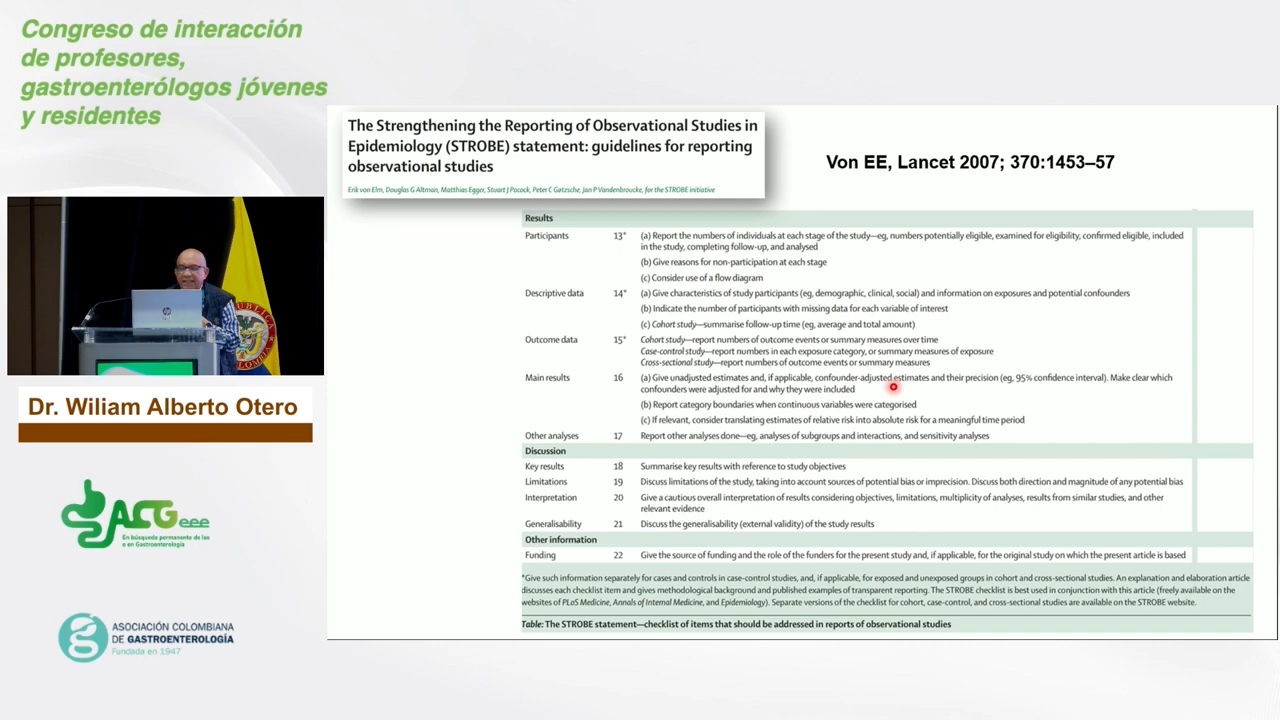 Congreso de interacción
de profesores,
gastroenterólogos jóvenes
y residentes
The Strengthening the Reporting of Observational Studies in
Epidemiology (STROBE) statement: guidelines for reporting
observational studies
Erik von Elm, Douglas G Altman, Matthias Egger, Stuart J Pocock, Peter C Gøtzsche, Jan P Vandenbroucke, for the STROBE initiative
Von EE, Lancet 2007; 370:1453–57
Results
Participants 13* (a) Report the numbers of individuals at each stage of the study—eg, numbers potentially eligible, examined for eligibility, confirmed eligible, included
in the study, completing follow-up, and analysed
(b) Give reasons for non-participation at each stage
(c) Consider use of a flow diagram
Descriptive data 14* (a) Give characteristics of study participants (eg, demographic, clinical, social) and information on exposures and potential confounders
(b) Indicate the number of participants with missing data for each variable of interest
(c) Cohort study—summarise follow-up time (eg, average and total amount)
Outcome data 15* Cohort study—report numbers of outcome events or summary measures over time
Case-control study—report numbers in each exposure category, or summary measures of exposure
Cross-sectional study—report numbers of outcome events or summary measures
Main results 16 (a) Give unadjusted estimates and, if applicable, confounder-adjusted estimates and their precision (eg, 95% confidence interval). Make clear which
confounders were adjusted for and why they were included
(b) Report category boundaries when continuous variables were categorised
(c) If relevant, consider translating estimates of relative risk into absolute risk for a meaningful time period
Other analyses 17 Report other analyses done—eg, analyses of subgroups and interactions, and sensitivity analyses
Discussion
Key results 18 Summarise key results with reference to study objectives
Limitations 19 Discuss limitations of the study, taking into account sources of potential bias or imprecision. Discuss both direction and magnitude of any potential bias
Interpretation 20 Give a cautious overall interpretation of results considering objectives, limitations, multiplicity of analyses, results from similar studies, and other
relevant evidence
Generalisability 21 Discuss the generalisability (external validity) of the study results
Other information
Funding 22 Give the source of funding and the role of the funders for the present study and, if applicable, for the original study on which the present article is based
*Give such information separately for cases and controls in case-control studies, and, if applicable, for exposed and unexposed groups in cohort and cross-sectional studies. An explanation and elaboration article
discusses each checklist item and gives methodological background and published examples of transparent reporting. The STROBE checklist is best used in conjunction with this article (freely available on the
websites of PLoS Medicine, Annals of Internal Medicine, and Epidemiology). Separate versions of the checklist for cohort, case-control, and cross-sectional studies are available on the STROBE website.
Table: The STROBE statement—checklist of items that should be addressed in reports of observational studies
hp
Dr. Wiliam Alberto Otero
ACGeee
En búsqueda permanente de las
e en Gastroenterología
ASOCIACIÓN COLOMBIANA
DE GASTROENTEROLOGÍA
Fundada en 1947